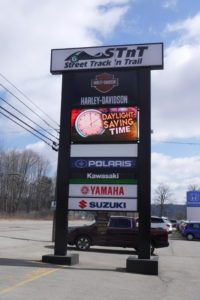 STnT
Street Track 'n Trail
HARLEY-DAVIDSON
DAYLIGHT
SAVING
TIME
POLARIS
Kawasaki
YAMAHA
SUZUKI